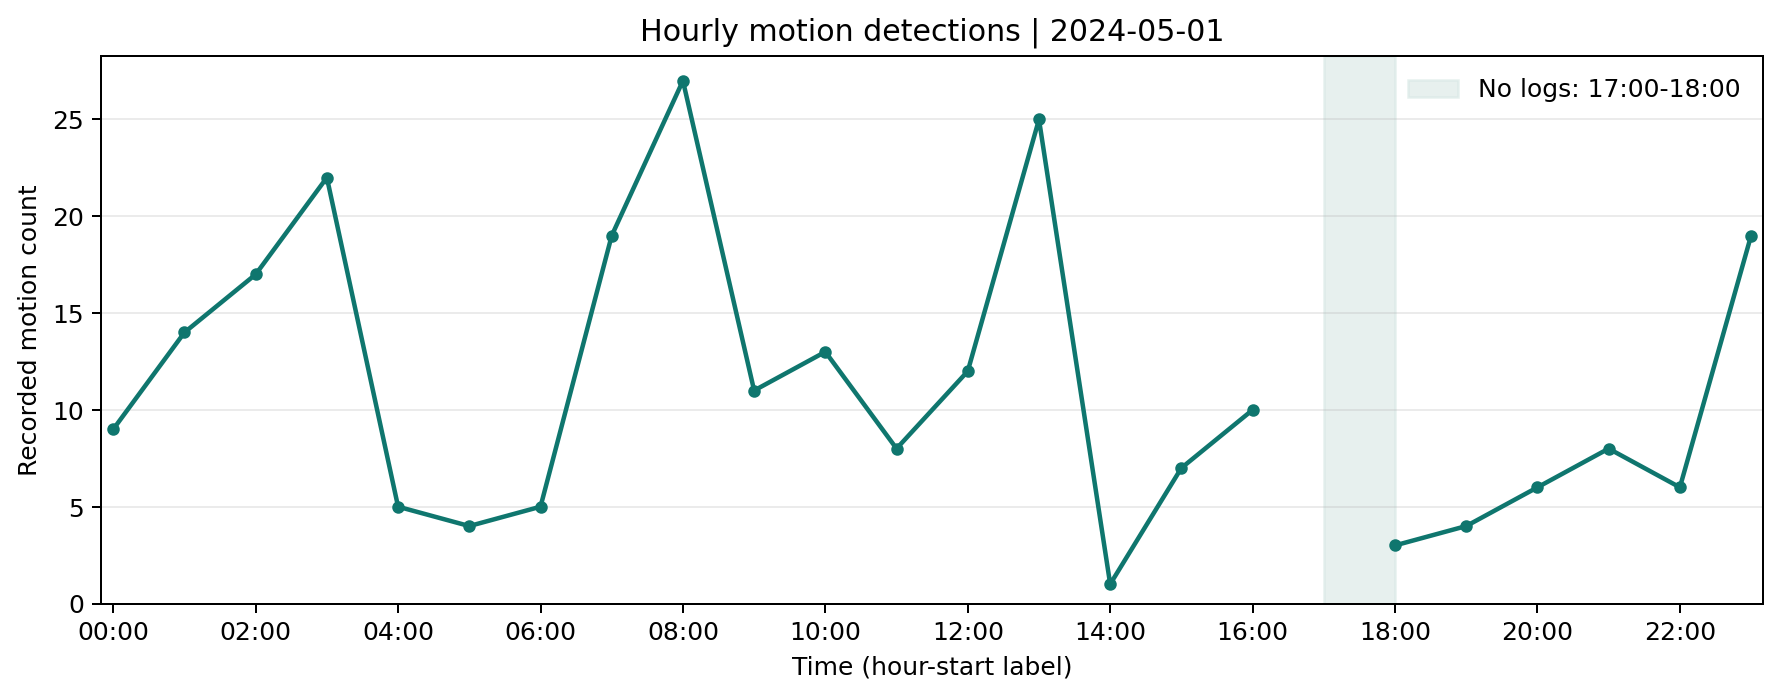 Hourly motion detections | 2024-05-01
No logs: 17:00-18:00
Recorded motion count
25
20
15
10
5
0
00:00 02:00 04:00 06:00 08:00 10:00 12:00 14:00 16:00 18:00 20:00 22:00
Time (hour-start label)